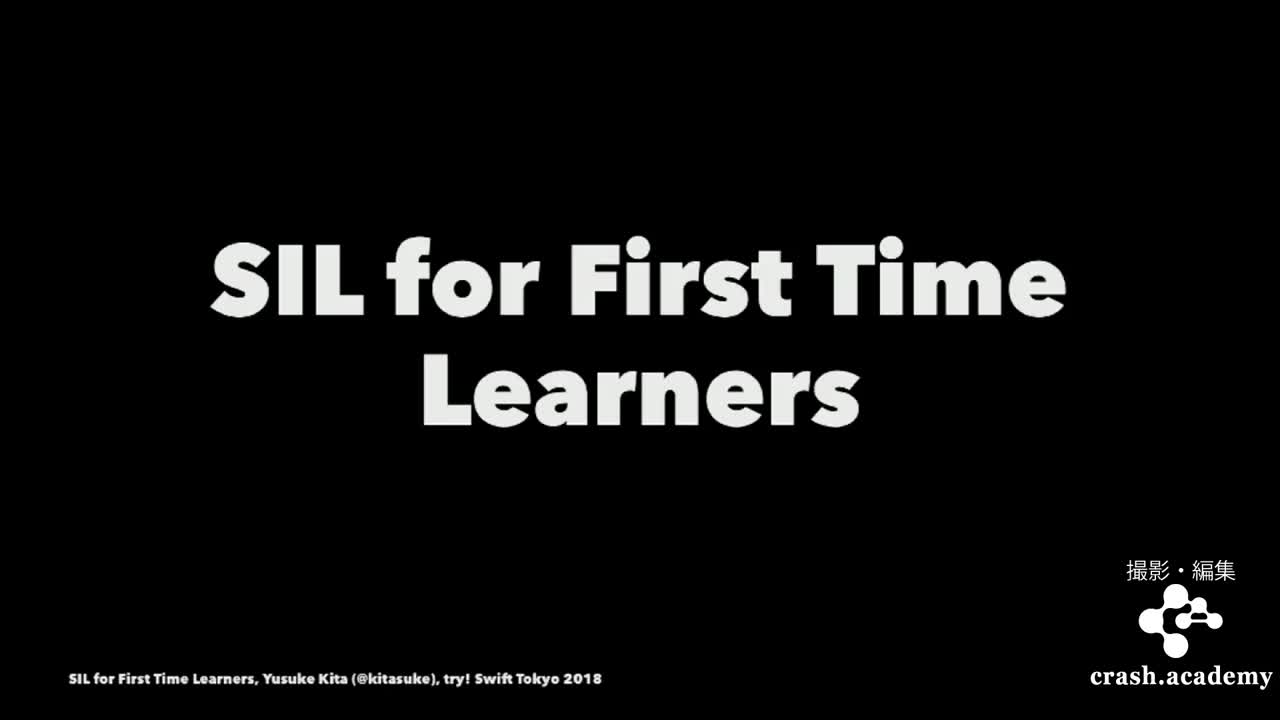 SIL for First Time
Learners
撮影・編集
crash.academy
SIL for First Time Learners, Yusuke Kita (@kitasuke), try! Swift Tokyo 2018